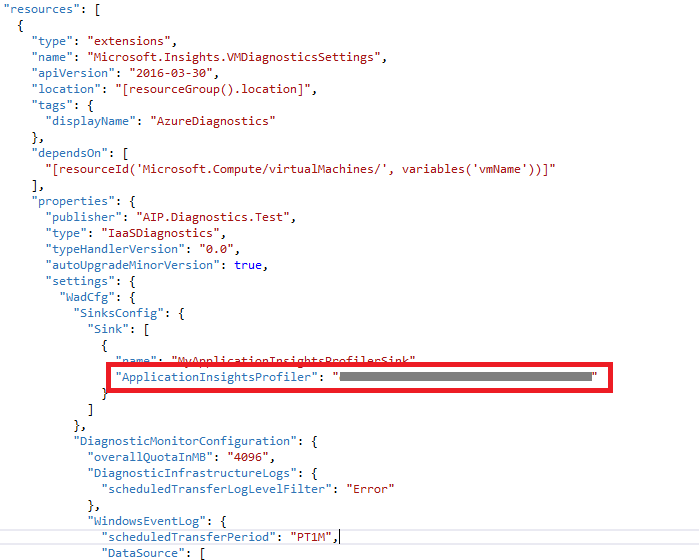 "resources": [
{
"type": "extensions",
"name": "Microsoft.Insights.VMDiagnosticsSettings",
"apiVersion": "2016-03-30",
"location": "[resourceGroup().location]",
"tags": {
"displayName": "AzureDiagnostics"
},
"dependsOn": [
"[resourceId('Microsoft.Compute/virtualMachines/', variables('vmName'))]"
],
"properties": {
"publisher": "AIP.Diagnostics.Test",
"type": "IaaSDiagnostics",
"typeHandlerVersion": "0.0",
"autoUpgradeMinorVersion": true,
"settings": {
"WadCfg": {
"SinksConfig": {
"Sink": [
{
"name": "MyApplicationInsightsProfilerSink"
"ApplicationInsightsProfiler": ""
}
]
},
"DiagnosticMonitorConfiguration": {
"overallQuotaInMB": "4096",
"DiagnosticInfrastructureLogs": {
"scheduledTransferLogLevelFilter": "Error"
},
"WindowsEventLog": {
"scheduledTransferPeriod": "PT1M",
"DataSource": [